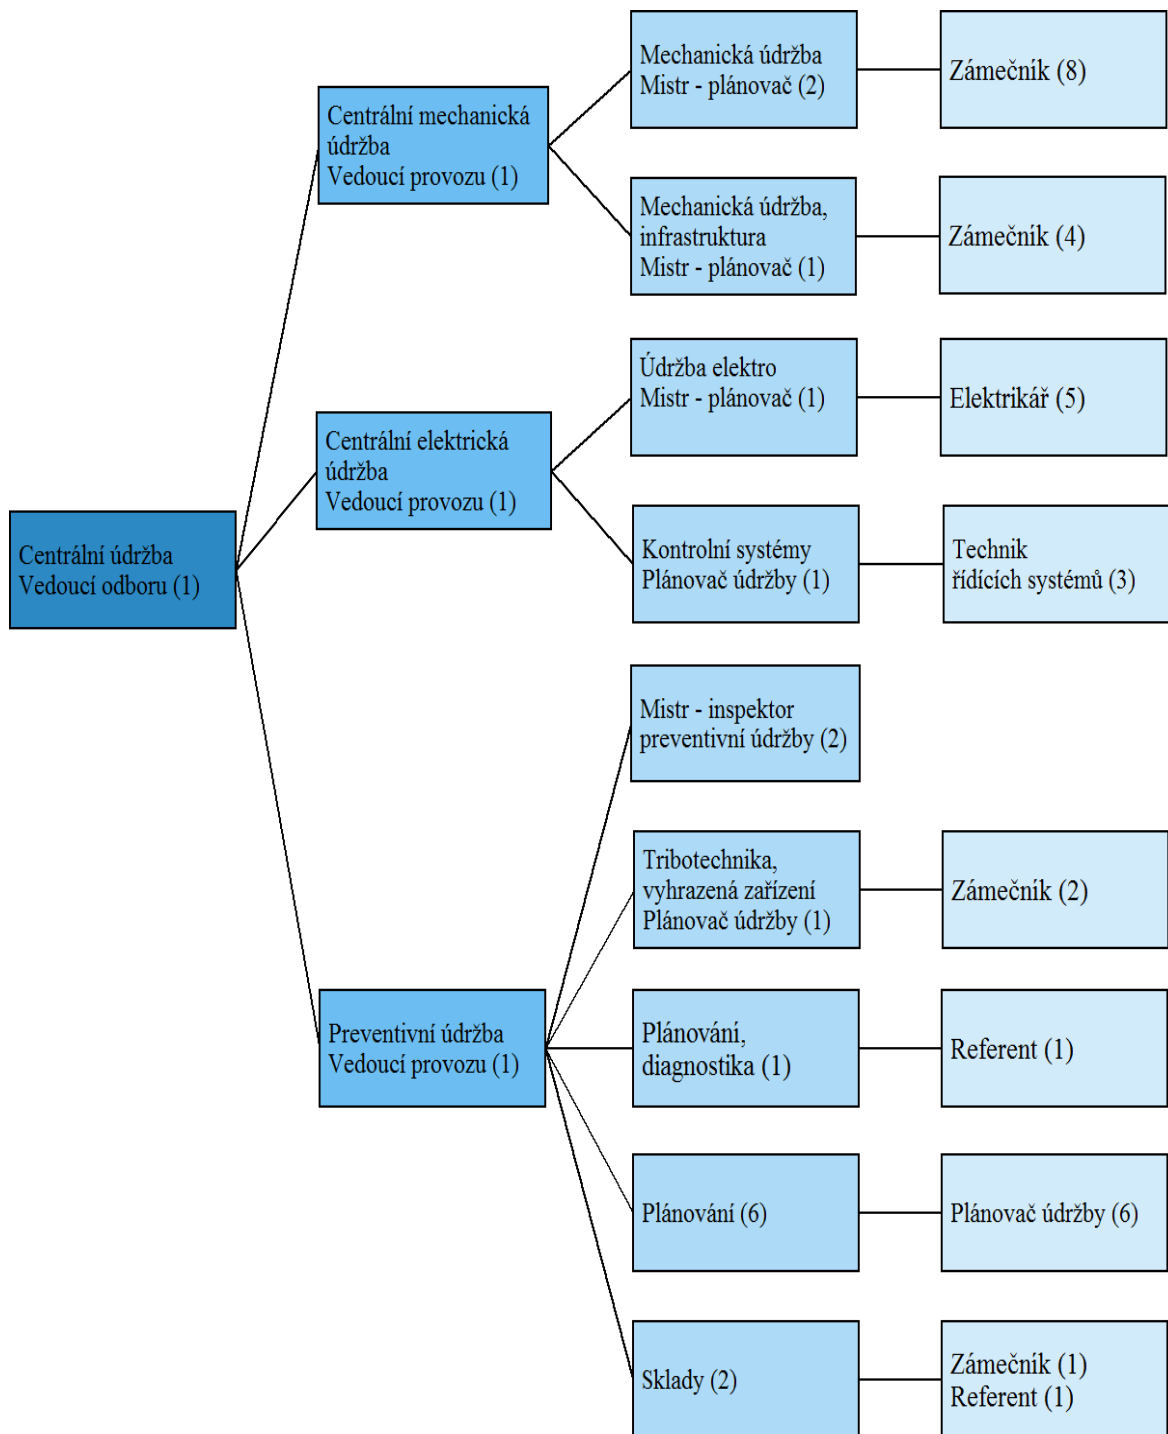 Mechanická údržba
Mistr - plánovač (2)
Zámečník (8)
Centrální mechanická
údržba
Vedoucí provozu (1)
Mechanická údržba,
infrastruktura
Mistr - plánovač (1)
Zámečník (4)
Údržba elektro
Mistr - plánovač (1)
Elektrikář (5)
Centrální elektrická
údržba
Vedoucí provozu (1)
Kontrolní systémy
Plánovač údržby (1)
Technik
řídících systémů (3)
Centrální údržba
Vedoucí odboru (1)
Mistr - inspektor
preventivní údržby (2)
Tribotechnika,
vyhrazená zařízení
Plánovač údržby (1)
Zámečník (2)
Preventivní údržba
Vedoucí provozu (1)
Plánování,
diagnostika (1)
Referent (1)
Plánování (6)
Plánovač údržby (6)
Sklady (2)
Zámečník (1)
Referent (1)